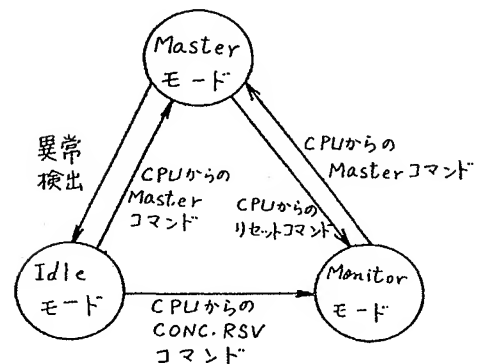 Master
モード
異常
検出
CPUからの
Master
コマンド
CPUからの
Masterコマンド
CPUからの
リセットコマンド
Idle
モード
Monitor
モード
CPUからの
CONC.RSV
コマンド